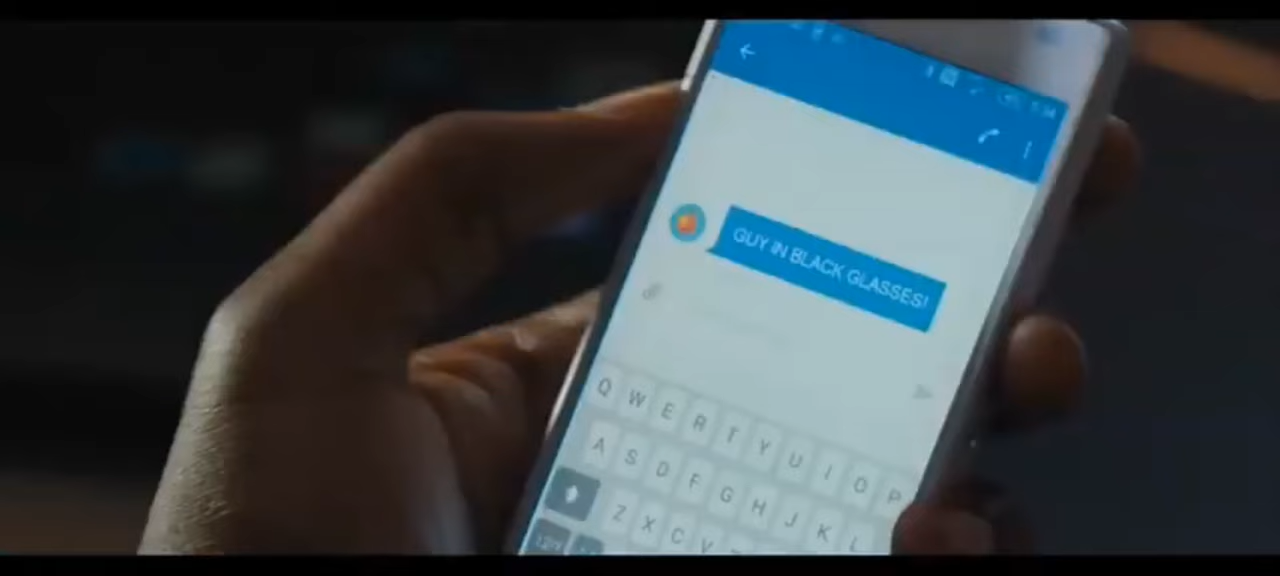 GUY IN BLACK GLASSES!
Q W E R T Y U I O P
A S D F G H J K L
Z X C V